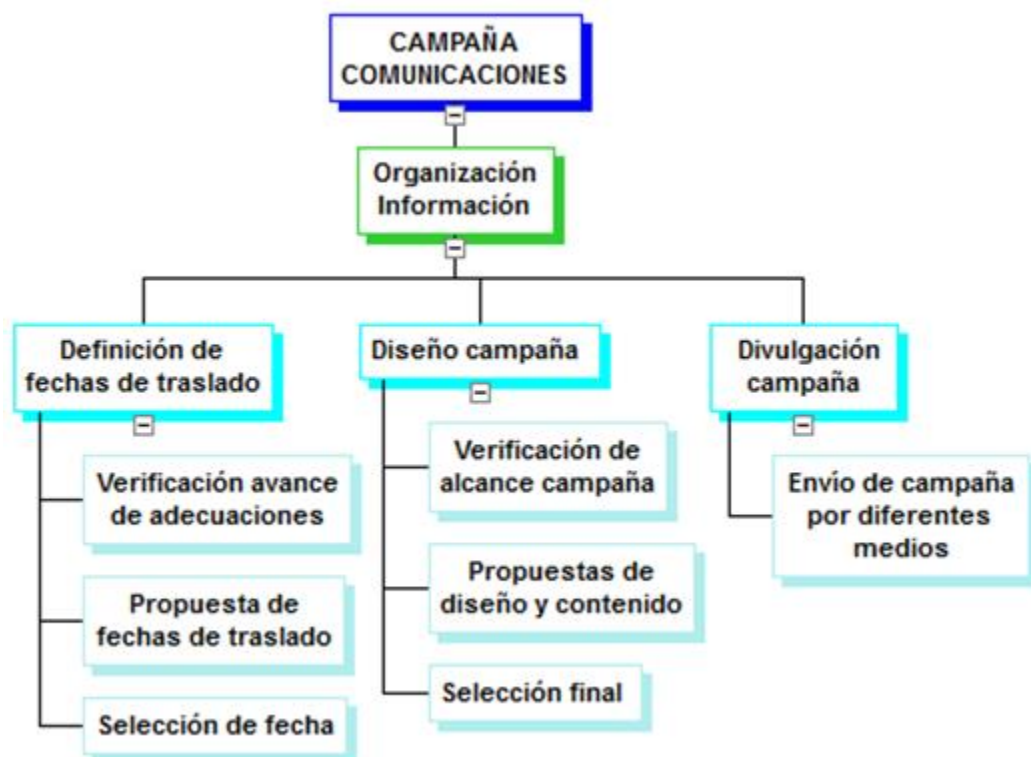 CAMPAÑA
COMUNICACIONES
Organización
Información
Definición de
fechas de traslado
Verificación avance
de adecuaciones
Propuesta de
fechas de traslado
Selección de fecha
Diseño campaña
Verificación de
alcance campaña
Propuestas de
diseño y contenido
Selección final
Divulgación
campaña
Envío de campaña
por diferentes
medios